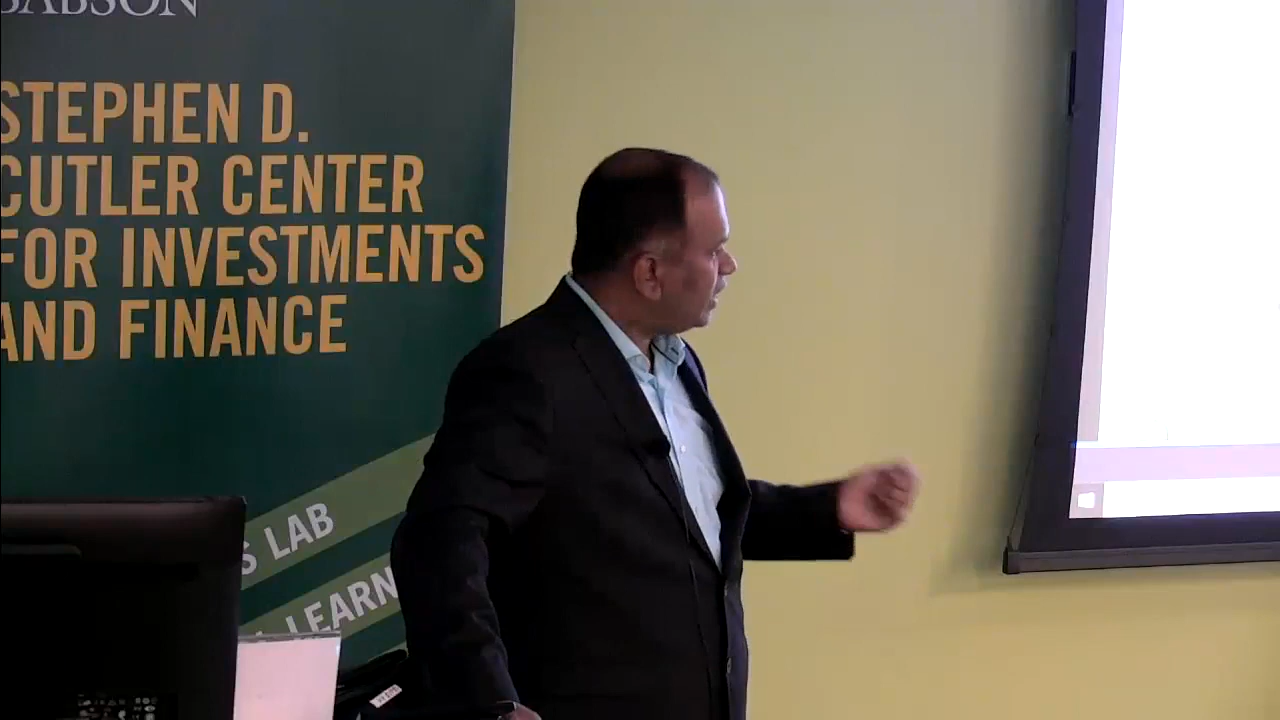 BABSON
STEPHEN D.
CUTLER CENTER
FOR INVESTMENTS
AND FINANCE
S LAB
LEARN